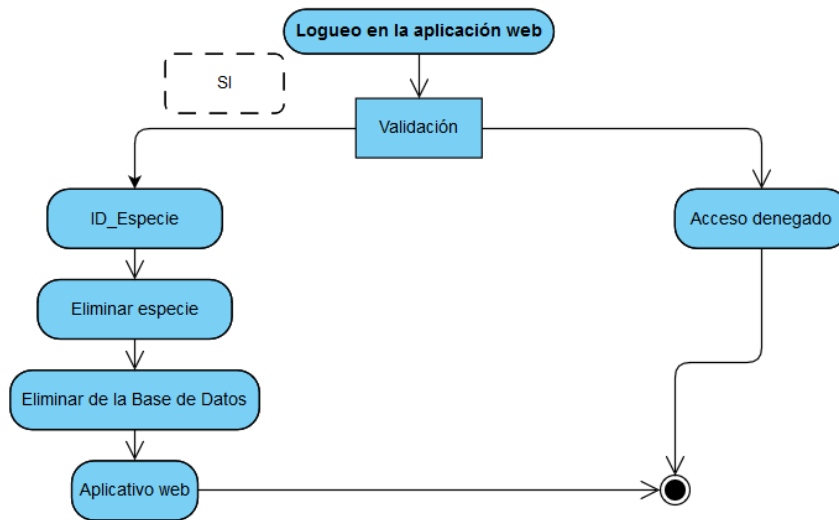 Logueo en la aplicación web
SI
Validación
ID_Especie
Acceso denegado
Eliminar especie
Eliminar de la Base de Datos
Aplicativo web